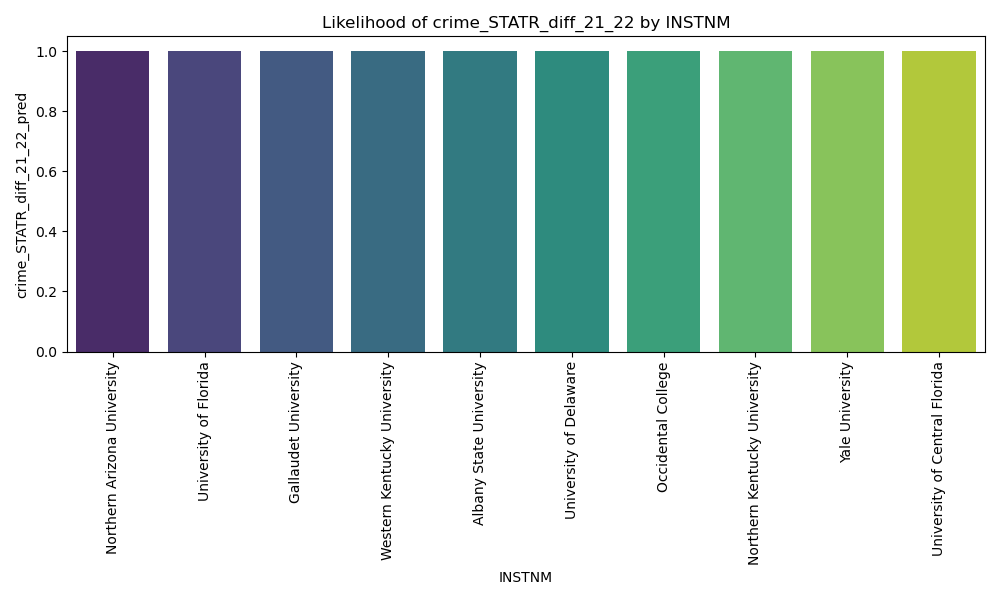 Likelihood of crime_STATR_diff_21_22 by INSTNM
crime_STATR_diff_21_22_pred
1.0
0.8
0.6
0.4
0.2
0.0
Northern Arizona University
University of Florida
Gallaudet University
Western Kentucky University
Albany State University
University of Delaware
Occidental College
Northern Kentucky University
Yale University
University of Central Florida
INSTNM